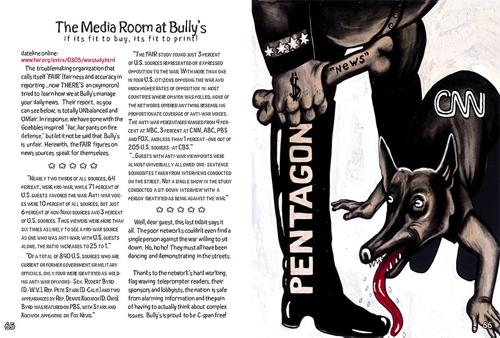 The Media Room at Bully's
if its fit to buy, its fit to print!
dateline online:
www.fair.org/extra/0305/warstudy.html
The troublemaking organization that
calls itself 'FAIR' (fairness and accuracy in
reporting...now THERE'S an oxymoron)
tried to learn how we at Bully's manage
your daily news. Their report, as you
can see below, is totally UNbalanced and
UNfair. In response, we have gone with the
Goebbles inspired "liar, liar pants on fire
defense," but let it not be said that Bully's
is unfair. Herewith, the FAIR figures on
news sources, speak for themselves.
"Nearly two thirds of all sources, 64
percent, were pro-war, while 71 percent of
U.S. guests favored the war. Anti-war voic-
es were 10 percent of all sources, but just
6 percent of non-Iraqi sources and 3 percent
of U.S. sources. Thus viewers were more than
six times as likely to see a pro-war source
as one who was anti-war; with U.S. guests
alone, the ratio increases to 25 to 1."
"Of a total of 840 U.S. sources who are
current or former government or military
officials, only four were identified as hold-
ing anti-war opinions--Sen. Robert Byrd
(D.-W.V.), Rep. Pete Stark (D.-Calif.) and two
appearances by Rep. Dennis Kucinich (D.-Ohio).
Byrd was featured on PBS, with Stark and
Kucinich appearing on Fox News."
65
"The FAIR study found just 3 percent
of U.S. sources represented or expressed
opposition to the war. With more than one
in four U.S. citizens opposing the war and
much higher rates of opposition in most
countries where opinion was polled, none of
the networks offered anything resembling
proportionate coverage of anti-war voices.
The anti-war percentages ranged from 4 per-
cent at NBC, 3 percent at CNN, ABC, PBS
and FOX, and less than 1 percent--one out of
205 U.S. sources--at CBS."
"...Guests with anti-war viewpoints were
almost universally allowed one-sentence
soundbites taken from interviews conducted
on the street. Not a single show in the study
conducted a sit-down interview with a
person identified as being against the war."
Well, dear guest, this last tidbit says it
all. The poor networks couldn't even find a
single person against the war willing to sit
down. Ho, ho ho! They must all have been
dancing and demonstrating in the streets.
Thanks to the network's hard working,
flag waving teleprompter readers, their
sponsors and lobbyists, the nation is safe
from alarming information and the pain
of having to actually think about complex
issues. Bully's is proud to be C span free!
$
"News"
PENTAGON
CNN
66